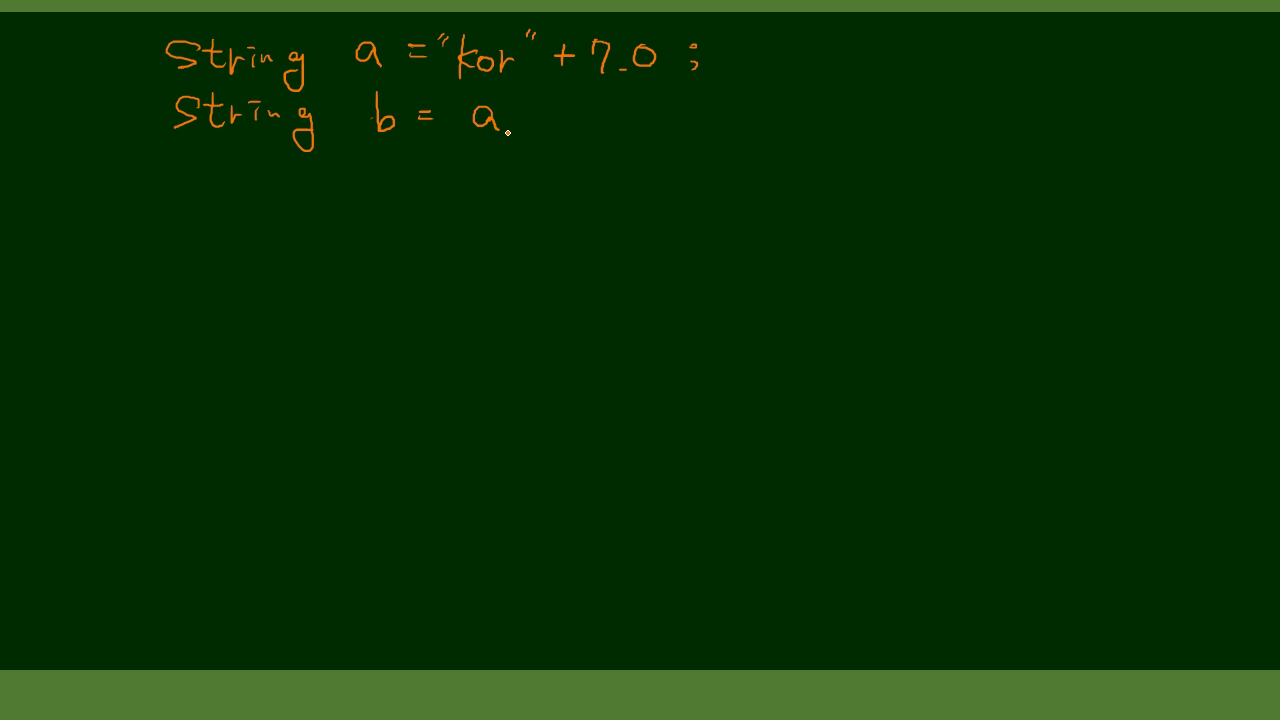 String a = "kor" + 7.0 ;
String b = a.